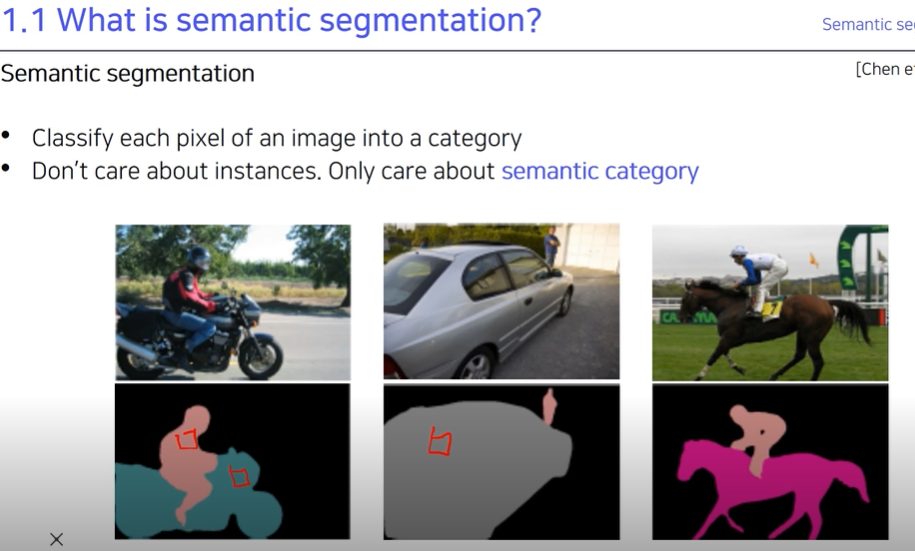 1.1 What is semantic segmentation?
Semantic se
Semantic segmentation
[Chen e
• Classify each pixel of an image into a category
• Don't care about instances. Only care about semantic category